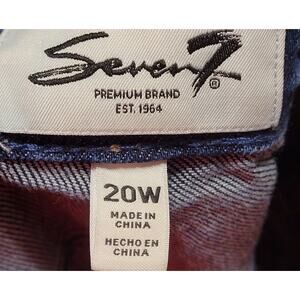 Seven7®
PREMIUM BRAND
EST. 1964
20W
MADE IN
CHINA
HECHO EN
CHINA